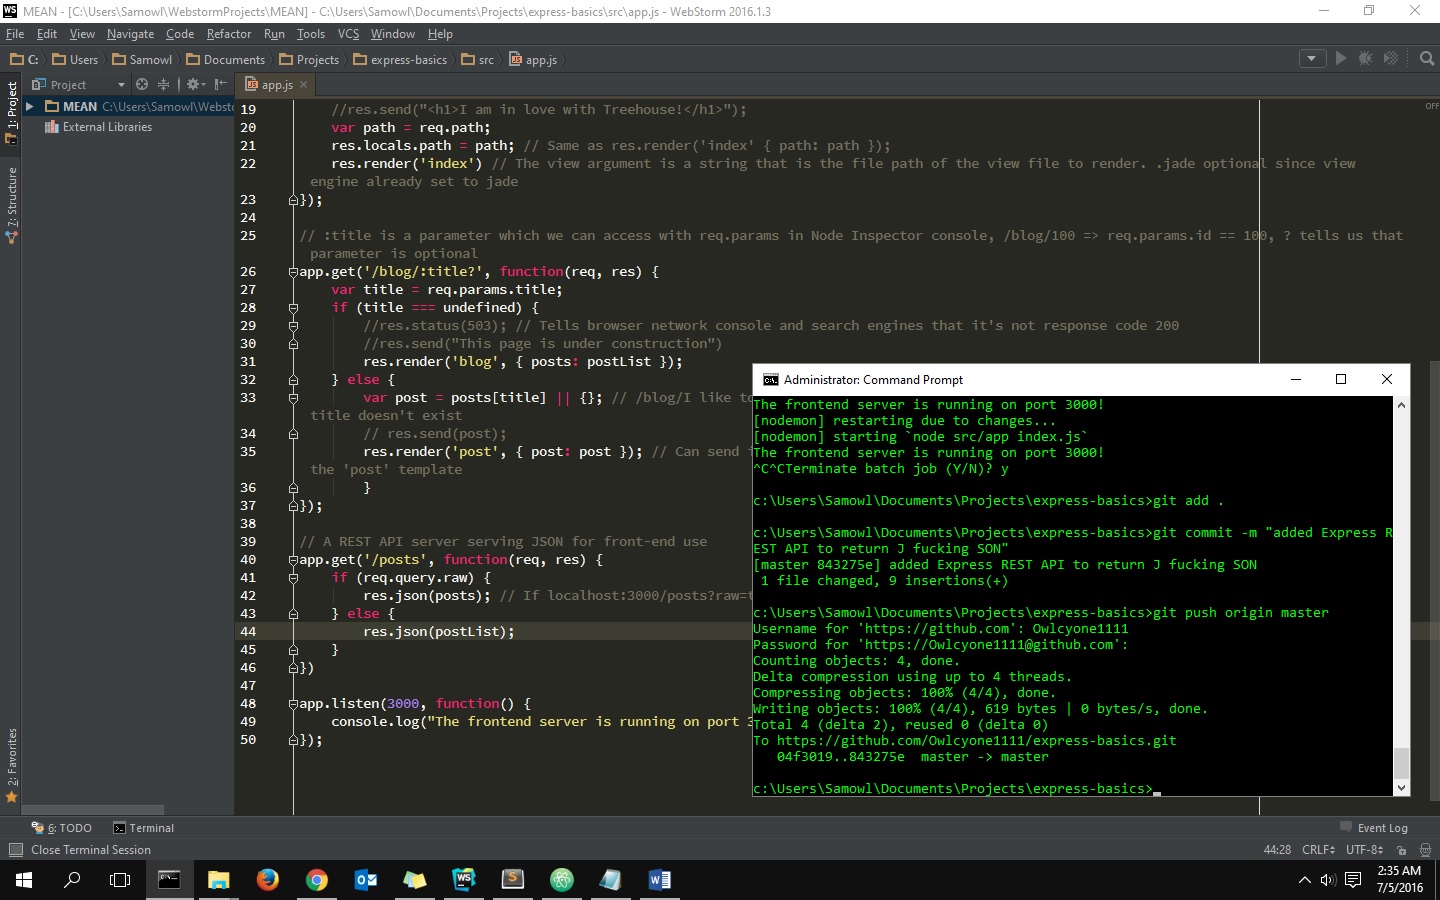 MEAN - [C:\Users\Samowl\WebstormProjects\MEAN] - C:\Users\Samowl\Documents\Projects\express-basics\src\app.js - WebStorm 2016.1.3
File Edit View Navigate Code Refactor Run Tools VCS Window Help
C: Users Samowl Documents Projects express-basics src app.js
Project
app.js
1: Project
7: Structure
2: Favorites
MEAN C:\Users\Samowl\Websto
External Libraries
OFF
19 //res.send("<h1>I am in love with Treehouse!</h1>");
20 var path = req.path;
21 res.locals.path = path; // Same as res.render('index' { path: path });
22 res.render('index') // The view argument is a string that is the file path of the view file to render. .jade optional since view
engine already set to jade
23 });
24
25 // :title is a parameter which we can access with req.params in Node Inspector console, /blog/100 => req.params.id == 100, ? tells us that
parameter is optional
26 app.get('/blog/:title?', function(req, res) {
27 var title = req.params.title;
28 if (title === undefined) {
29 //res.status(503); // Tells browser network console and search engines that it's not response code 200
30 //res.send("This page is under construction")
31 res.render('blog', { posts: postList });
32 } else {
33 var post = posts[title] || {}; // /blog/I like to
title doesn't exist
34 // res.send(post);
35 res.render('post', { post: post }); // Can send
the 'post' template
36 }
37 });
38
39 // A REST API server serving JSON for front-end use
40 app.get('/posts', function(req, res) {
41 if (req.query.raw) {
42 res.json(posts); // If localhost:3000/posts?raw=t
43 } else {
44 res.json(postList);
45 }
46 })
47
48 app.listen(3000, function() {
49 console.log("The frontend server is running on port 3
50 });
Administrator: Command Prompt
The frontend server is running on port 3000!
[nodemon] restarting due to changes...
[nodemon] starting `node src/app index.js`
The frontend server is running on port 3000!
^C^CTerminate batch job (Y/N)? y
c:\Users\Samowl\Documents\Projects\express-basics>git add .
c:\Users\Samowl\Documents\Projects\express-basics>git commit -m "added Express R
EST API to return J fucking SON"
[master 843275e] added Express REST API to return J fucking SON
1 file changed, 9 insertions(+)
c:\Users\Samowl\Documents\Projects\express-basics>git push origin master
Username for 'https://github.com': Owlcyone1111
Password for 'https://Owlcyone1111@github.com':
Counting objects: 4, done.
Delta compression using up to 4 threads.
Compressing objects: 100% (4/4), done.
Writing objects: 100% (4/4), 619 bytes | 0 bytes/s, done.
Total 4 (delta 2), reused 0 (delta 0)
To https://github.com/Owlcyone1111/express-basics.git
04f3019..843275e master -> master
c:\Users\Samowl\Documents\Projects\express-basics>
6: TODO Terminal Event Log
Close Terminal Session 44:28 CRLF UTF-8
2:35 AM
7/5/2016